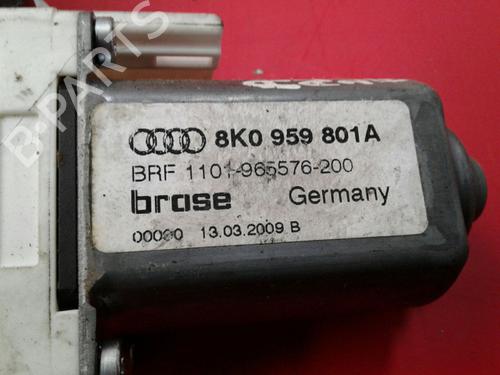 B-PARTS
8K0 959 801A
BRF 1101-965576-200
brose Germany
13.03.2009 B